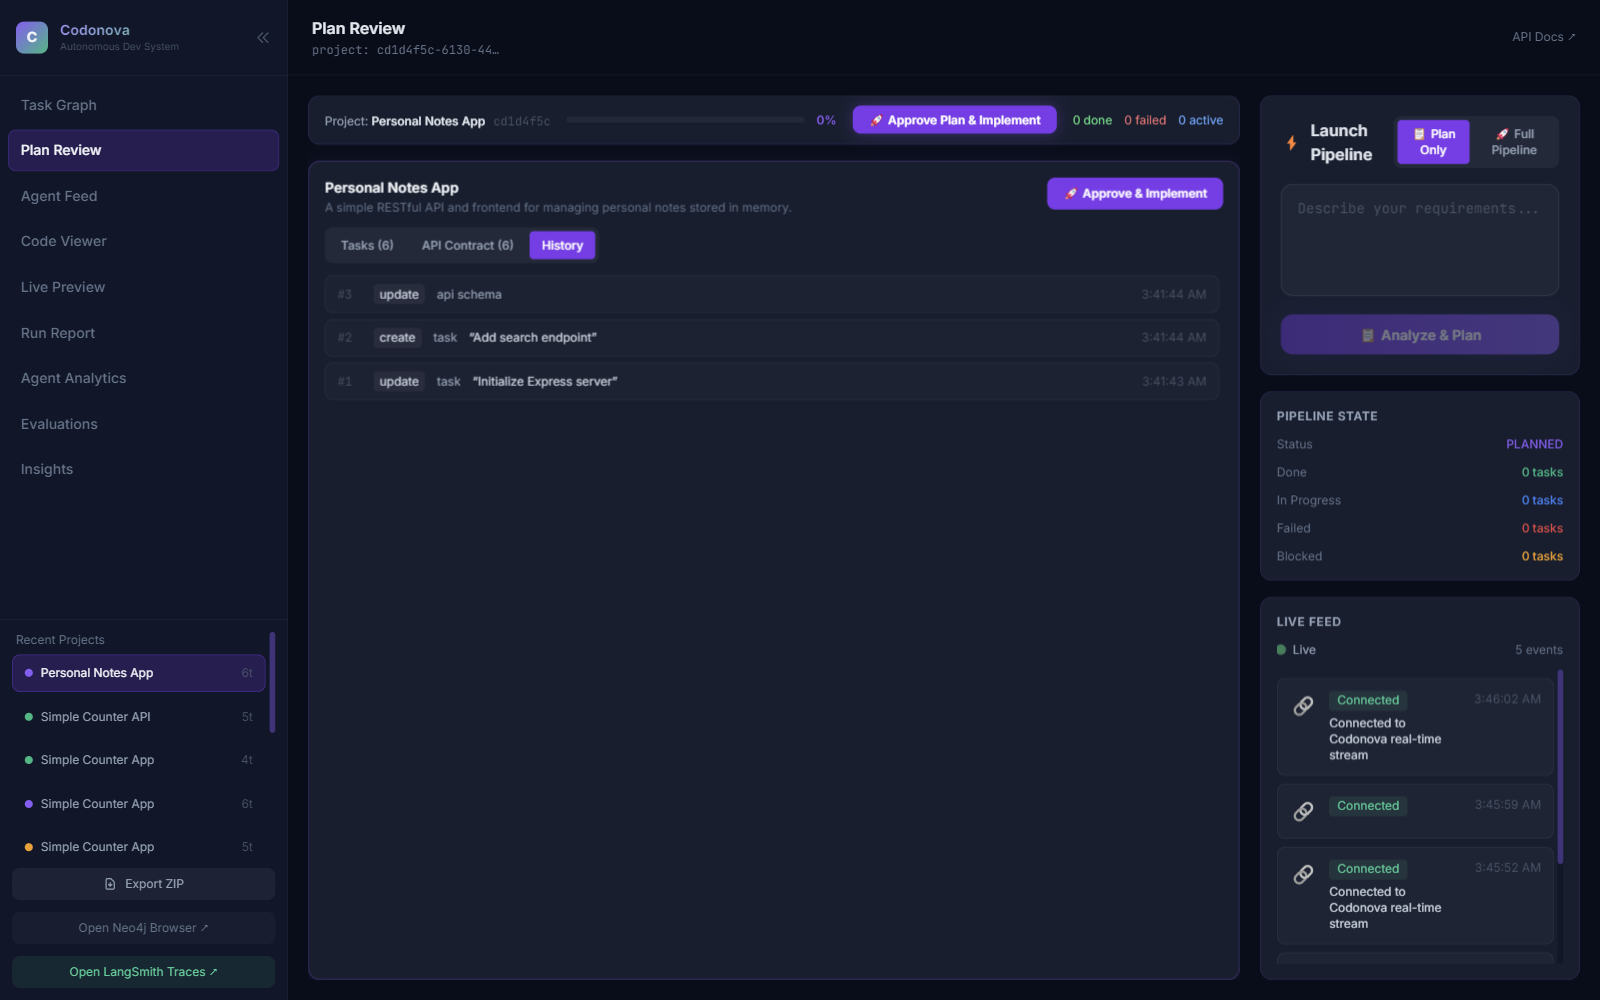 C
Codonova
Autonomous Dev System
Task Graph
Plan Review
Agent Feed
Code Viewer
Live Preview
Run Report
Agent Analytics
Evaluations
Insights
Recent Projects
Personal Notes App 6t
Simple Counter API 5t
Simple Counter App 4t
Simple Counter App 6t
Simple Counter App 5t
Export ZIP
Open Neo4j Browser ↗
Open LangSmith Traces ↗
Plan Review
project: cd1d4f5c-6130-44…
API Docs ↗
Project: Personal Notes App cd1d4f5c 0% 🚀 Approve Plan & Implement 0 done 0 failed 0 active
Personal Notes App
A simple RESTful API and frontend for managing personal notes stored in memory.
🚀 Approve & Implement
Tasks (6) API Contract (6) History
#3 update api schema 3:41:44 AM
#2 create task “Add search endpoint” 3:41:44 AM
#1 update task “Initialize Express server” 3:41:43 AM
⚡ Launch
Pipeline
📋 Plan
Only
🚀 Full
Pipeline
Describe your requirements...
📋 Analyze & Plan
PIPELINE STATE
Status PLANNED
Done 0 tasks
In Progress 0 tasks
Failed 0 tasks
Blocked 0 tasks
LIVE FEED
Live 5 events
Connected 3:46:02 AM
Connected to
Codonova real-time
stream
Connected 3:45:59 AM
Connected 3:45:52 AM
Connected to
Codonova real-time
stream